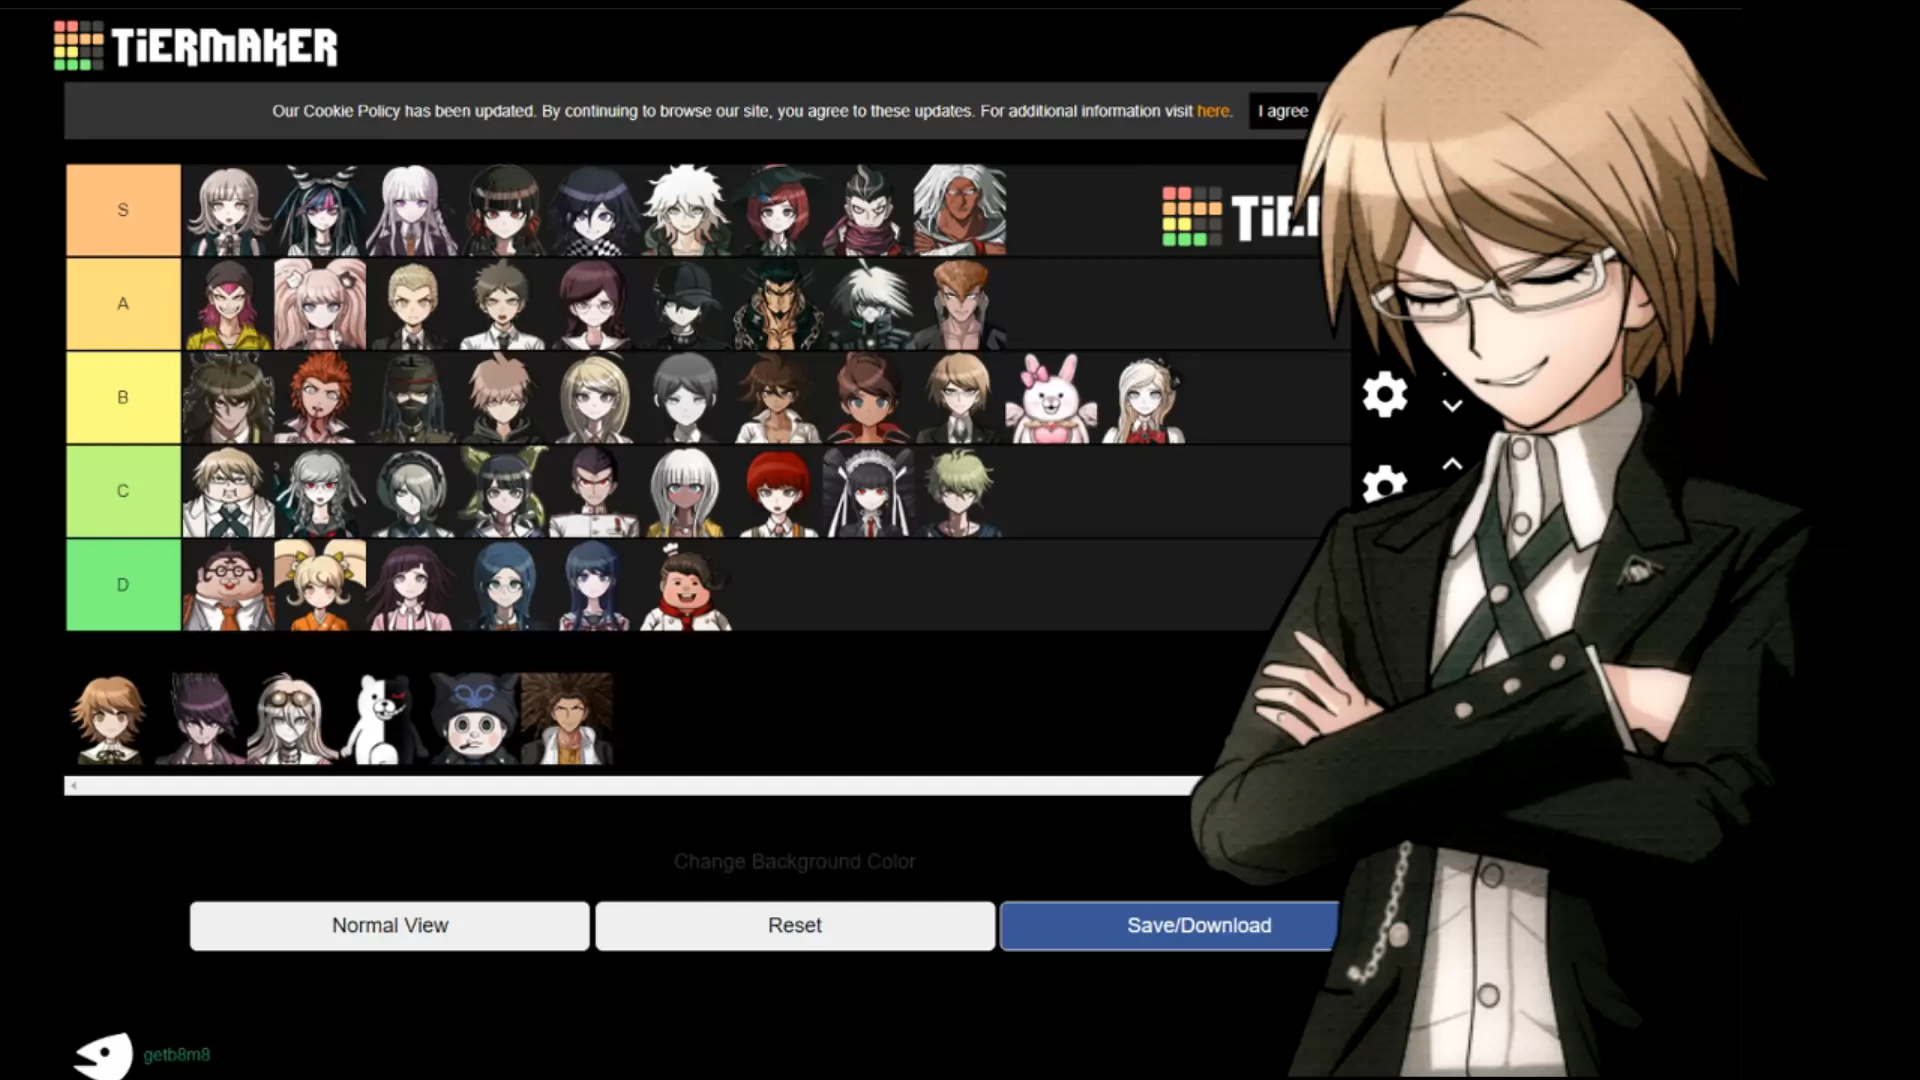 TiERMAKER
Our Cookie Policy has been updated. By continuing to browse our site, you agree to these updates. For additional information visit here. I agree
S
A
B
C
D
Change Background Color
Normal View
Reset
Save/Download
getb8m8